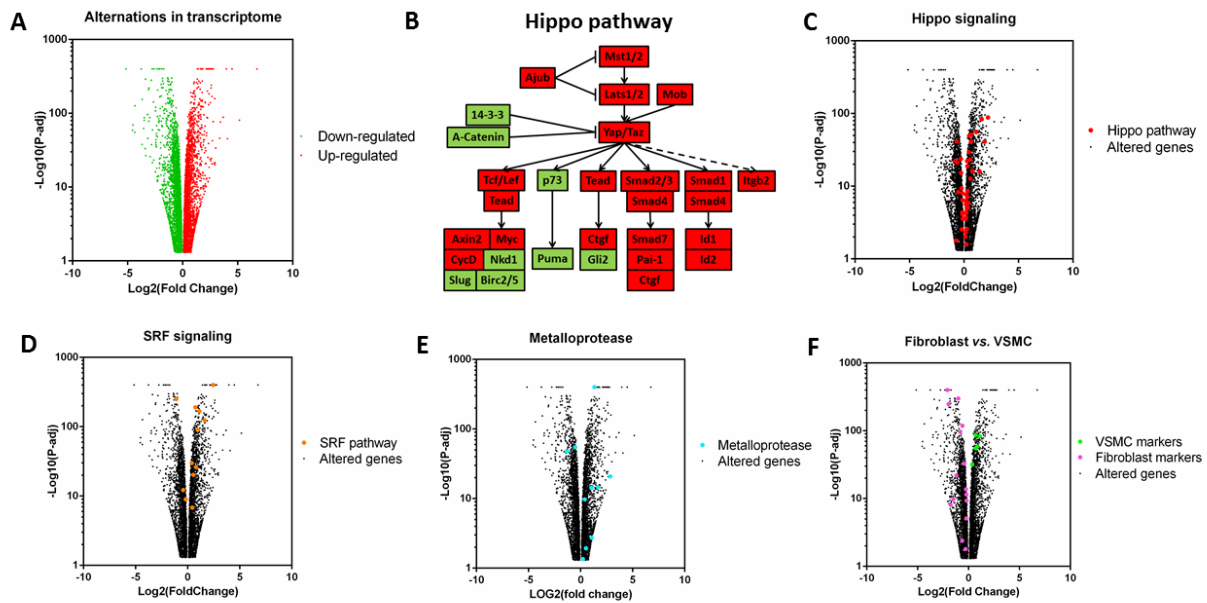 A
Alternations in transcriptome
-Log10(P-adj)
1000
100
10
1
-10
-5
0
5
10
Log2(Fold Change)
Down-regulated
Up-regulated
B
Hippo pathway
Mst1/2
Ajub
Lats1/2
Mob
14-3-3
A-Catenin
Yap/Taz
Tcf/Lef
p73
Tead
Smad2/3
Smad1
Itgb2
Tead
Smad4
Smad4
Axin2
Myc
Ctgf
Smad7
Id1
CycD
Nkd1
Puma
Gli2
Pai-1
Id2
Slug
Birc2/5
Ctgf
C
Hippo signaling
-Log10(P-adj)
1000
100
10
1
-10
-5
0
5
10
Log2(FoldChange)
Hippo pathway
Altered genes
D
SRF signaling
-Log10(P-adj)
1000
100
10
1
-10
-5
0
5
10
Log2(FoldChange)
SRF pathway
Altered genes
E
Metalloprotease
-Log10(P-adj)
1000
100
10
1
-10
-5
0
5
10
LOG2(fold change)
Metalloprotease
Altered genes
F
Fibroblast vs. VSMC
-Log10(P-adj)
1000
100
10
1
-10
-5
0
5
10
Log2(FoldChange)
VSMC markers
Fibroblast markers
Altered genes